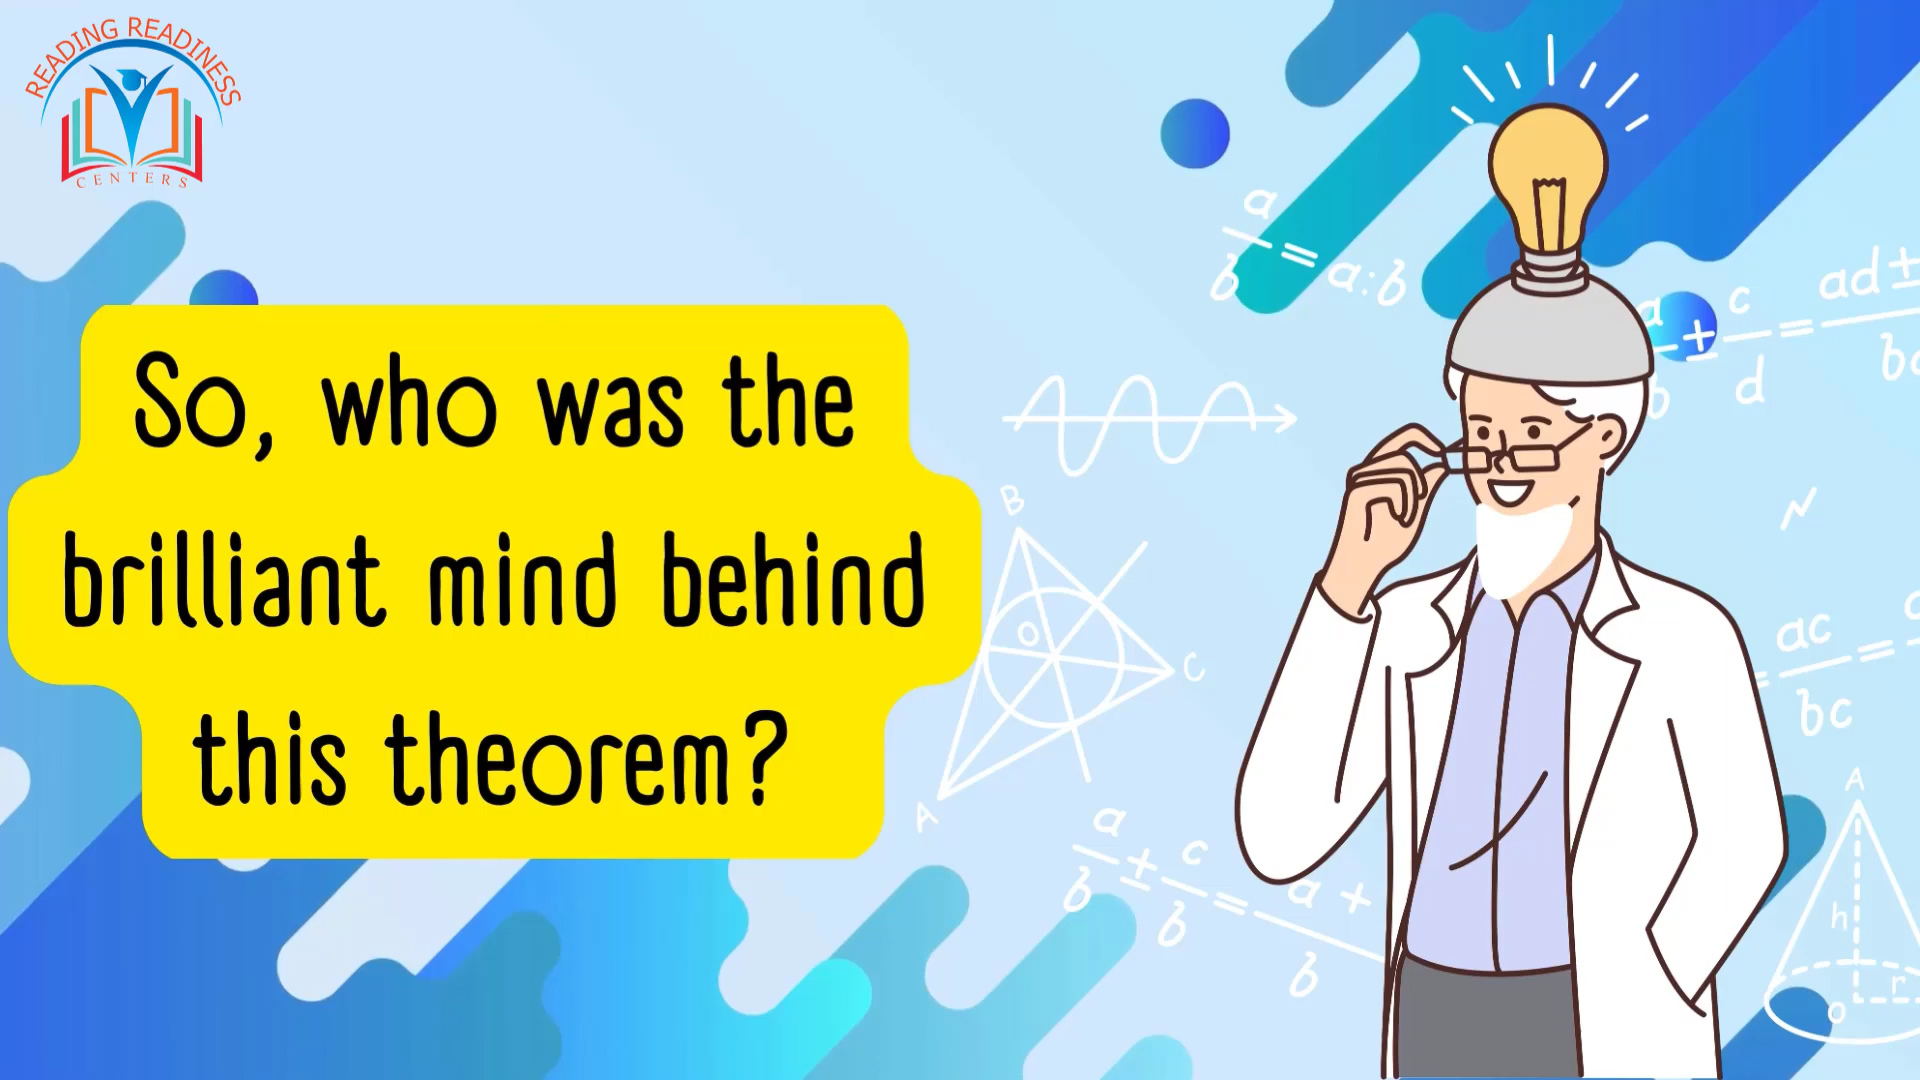 READING READINESS
CENTERS
So, who was the
brilliant mind behind
this theorem?
a/b = a:b
a/b ± c/d = ad±
bc
B
O
C
A
a/b ± c/b = a +
b
ac/bc =
A
h
r
O